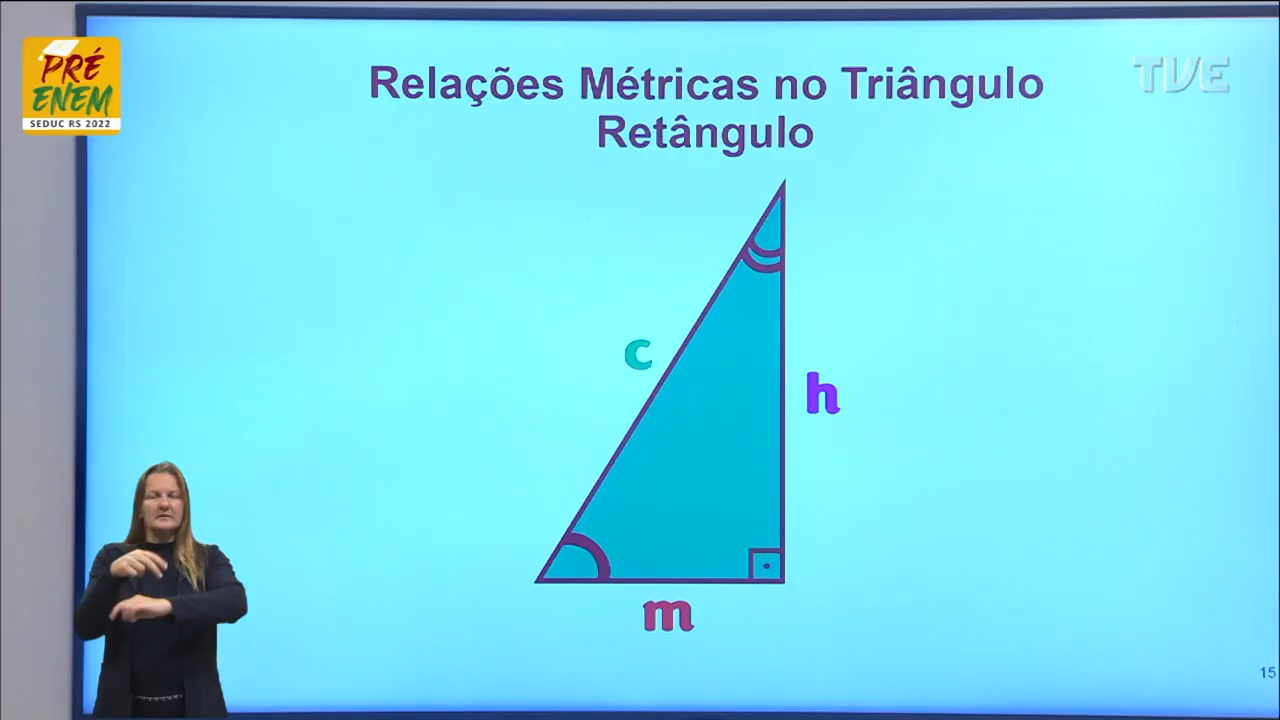 PRÉ
ENEM
SEDUC RS 2022
TVE
Relações Métricas no Triângulo
Retângulo
c
h
m
15